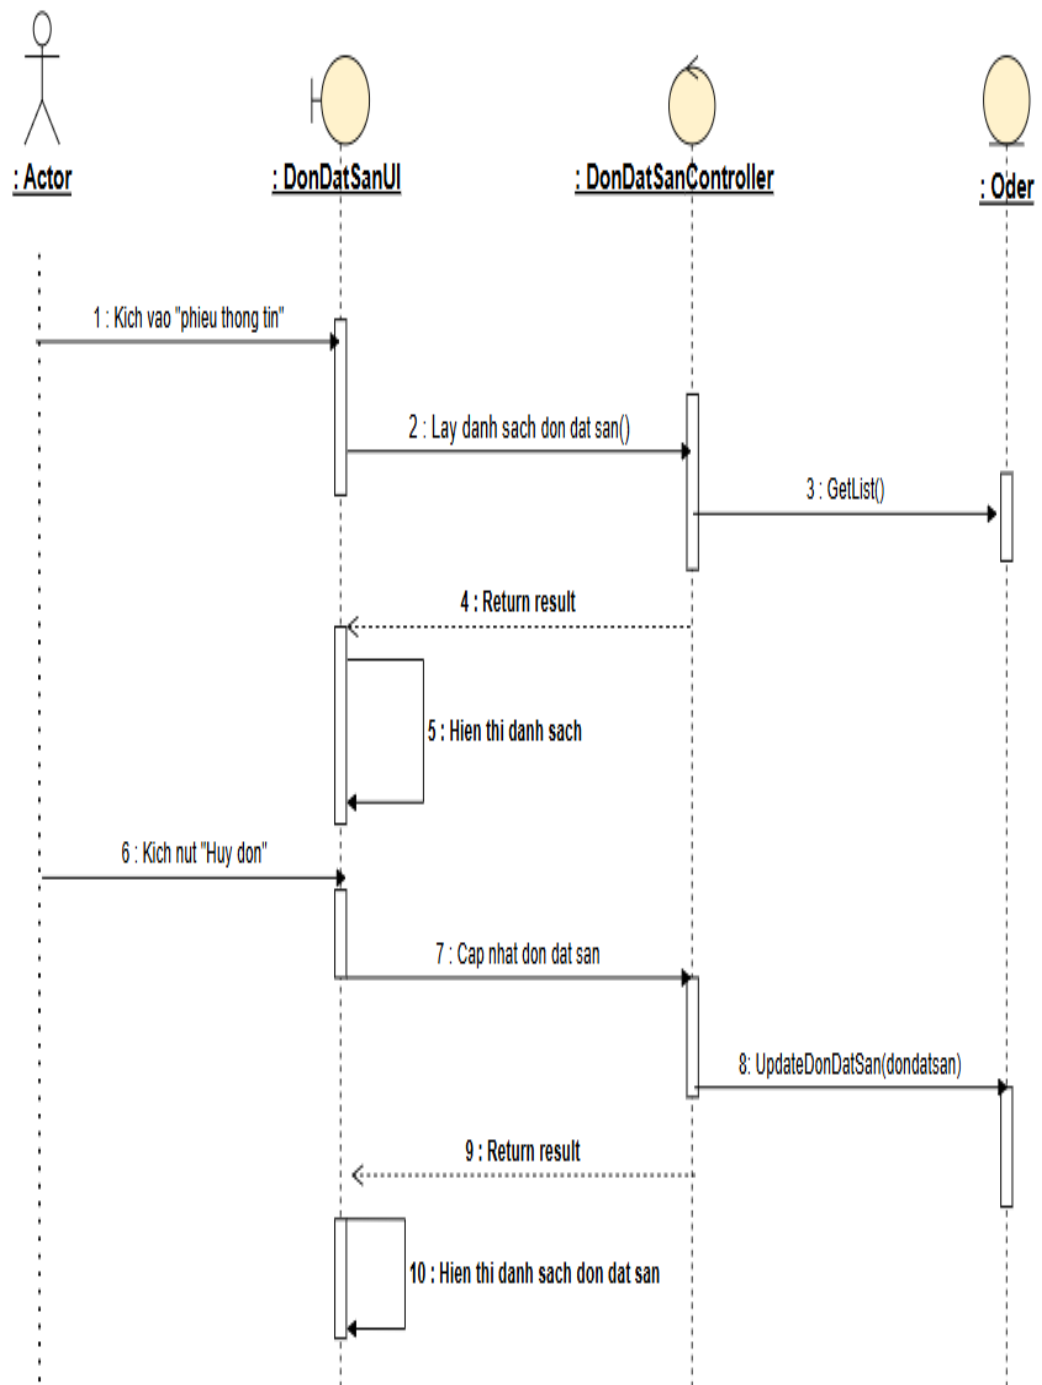 : Actor
: DonDatSanUI
: DonDatSanController
: Oder
1 : Kich vao "phieu thong tin"
2 : Lay danh sach don dat san()
3 : GetList()
4 : Return result
5 : Hien thi danh sach
6 : Kich nut "Huy don"
7 : Cap nhat don dat san
8: UpdateDonDatSan(dondatsan)
9 : Return result
10 : Hien thi danh sach don dat san